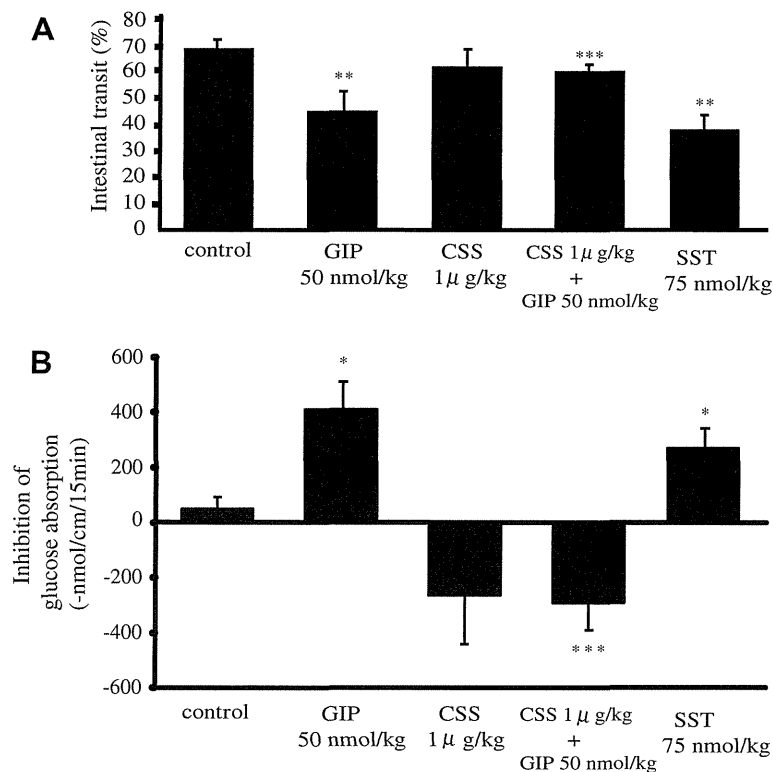 A
Intestinal transit (%)
80
70
60
50
40
30
20
10
0
**
***
**
control
GIP
50 nmol/kg
CSS
1μ g/kg
CSS 1μ g/kg
+
GIP 50 nmol/kg
SST
75 nmol/kg
B
Inhibition of
glucose absorption
(-nmol/cm/15min)
600
400
200
0
-200
-400
-600
*
*
***
control
GIP
50 nmol/kg
CSS
1μ g/kg
CSS 1μ g/kg
+
GIP 50 nmol/kg
SST
75 nmol/kg